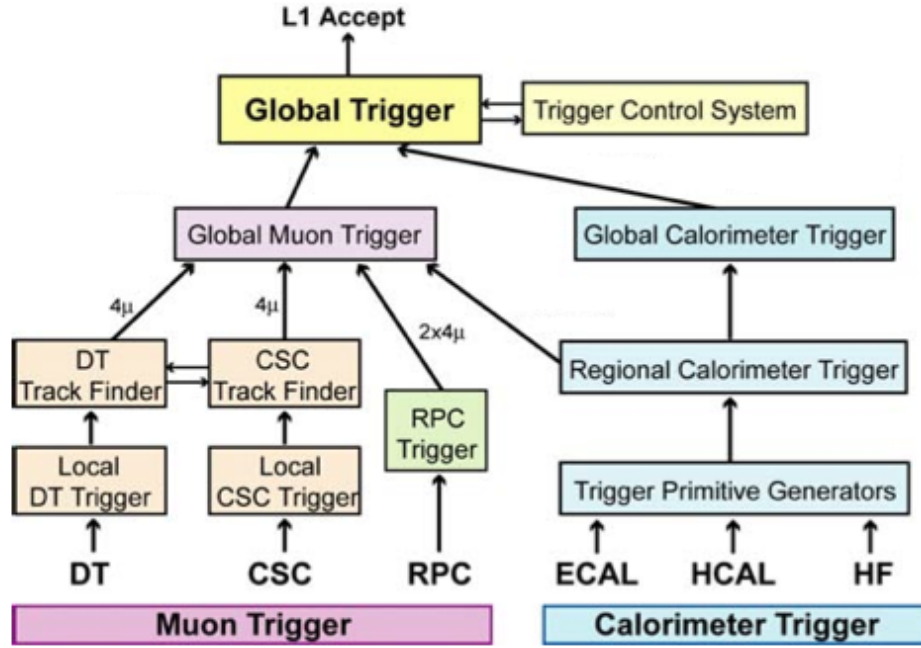 L1 Accept
Global Trigger
Trigger Control System
Global Muon Trigger
Global Calorimeter Trigger
4μ
4μ
2x4μ
DT
Track Finder
CSC
Track Finder
Regional Calorimeter Trigger
RPC
Trigger
Local
DT Trigger
Local
CSC Trigger
Trigger Primitive Generators
DT
CSC
RPC
ECAL
HCAL
HF
Muon Trigger
Calorimeter Trigger